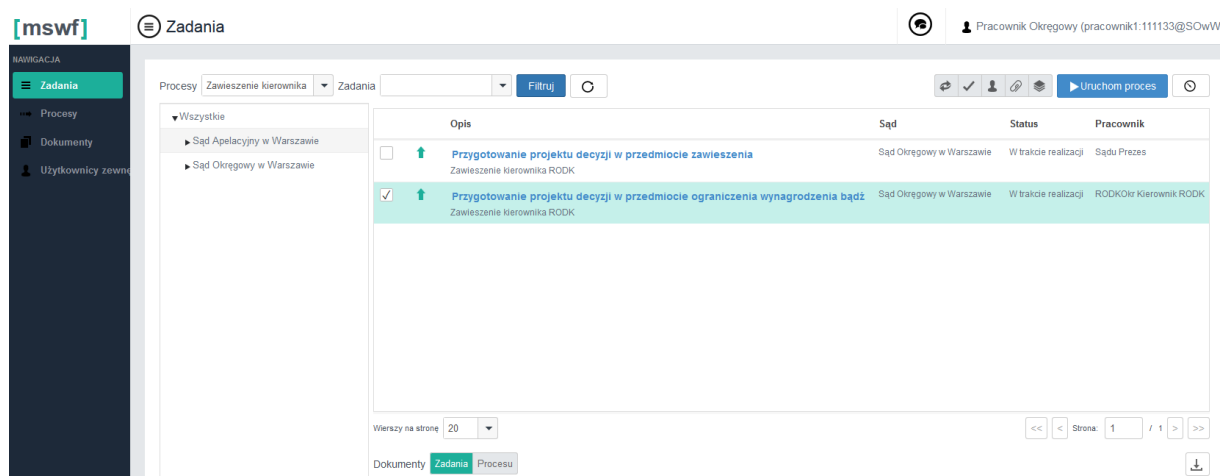 [mswf]
Zadania
Pracownik Okręgowy (pracownik1:111133@SOwW
NAWIGACJA
Zadania
Procesy
Dokumenty
Użytkownicy zewnę
Procesy Zawieszenie kierownika Zadania Filtruj Uruchom proces
Wszystkie
Sąd Apelacyjny w Warszawie
Sąd Okręgowy w Warszawie
Opis Sąd Status Pracownik
Przygotowanie projektu decyzji w przedmiocie zawieszenia Sąd Okręgowy w Warszawie W trakcie realizacji Sądu Prezes
Zawieszenie kierownika RODK
Przygotowanie projektu decyzji w przedmiocie ograniczenia wynagrodzenia bądź Sąd Okręgowy w Warszawie W trakcie realizacji RODKOkr Kierownik RODK
Zawieszenie kierownika RODK
Wierszy na stronę 20 << < Strona: 1 / 1 > >>
Dokumenty Zadania Procesu